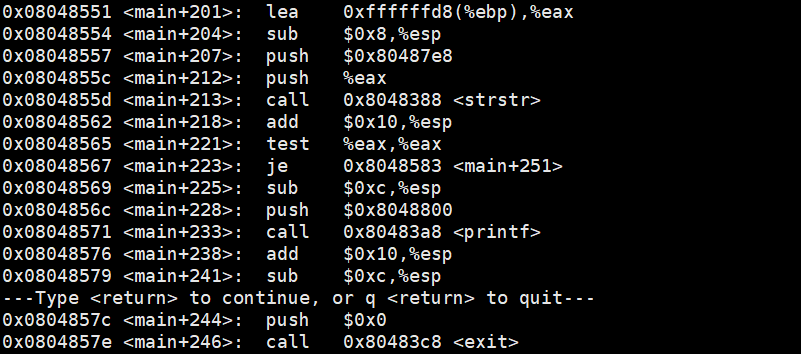 0x08048551 <main+201>:  lea    0xffffffd8(%ebp),%eax
0x08048554 <main+204>:  sub    $0x8,%esp
0x08048557 <main+207>:  push   $0x80487e8
0x0804855c <main+212>:  push   %eax
0x0804855d <main+213>:  call   0x8048388 <strstr>
0x08048562 <main+218>:  add    $0x10,%esp
0x08048565 <main+221>:  test   %eax,%eax
0x08048567 <main+223>:  je     0x8048583 <main+251>
0x08048569 <main+225>:  sub    $0xc,%esp
0x0804856c <main+228>:  push   $0x8048800
0x08048571 <main+233>:  call   0x80483a8 <printf>
0x08048576 <main+238>:  add    $0x10,%esp
0x08048579 <main+241>:  sub    $0xc,%esp
---Type <return> to continue, or q <return> to quit---
0x0804857c <main+244>:  push   $0x0
0x0804857e <main+246>:  call   0x80483c8 <exit>